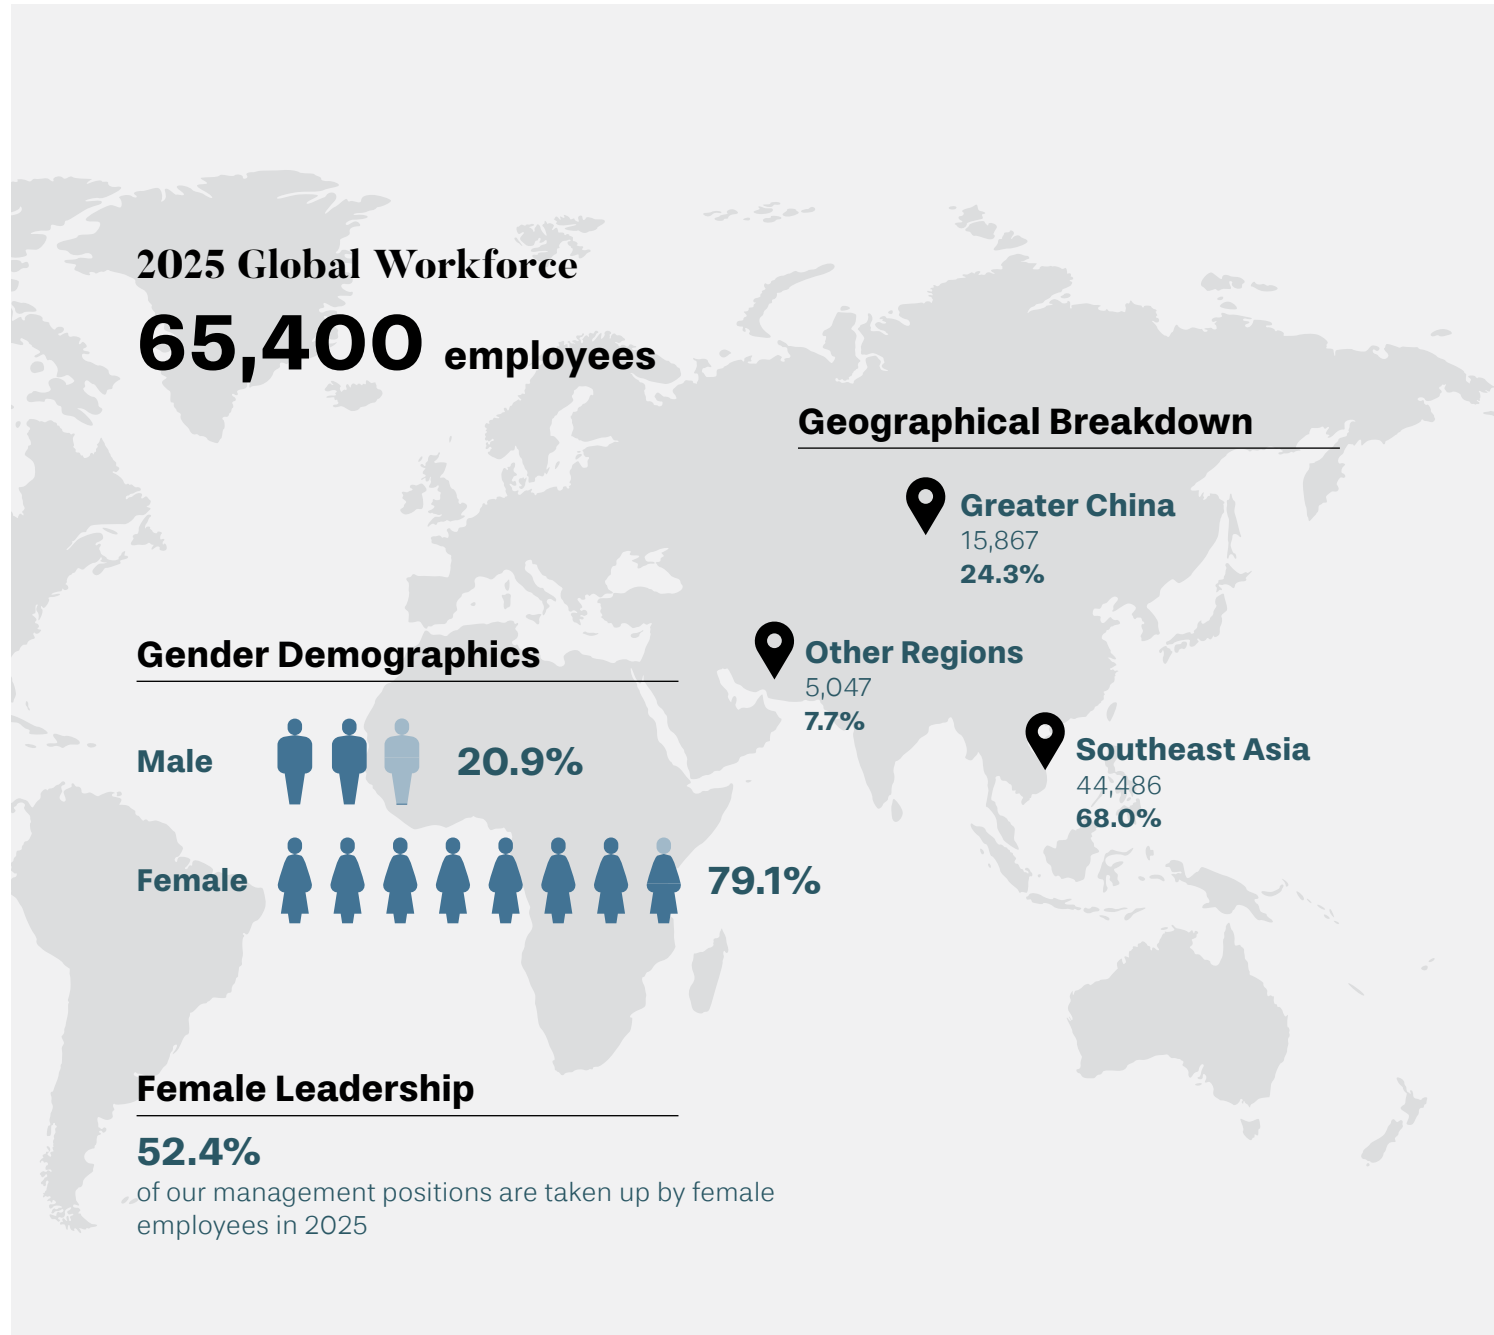 2025 Global Workforce
65,400 employees
Geographical Breakdown
Greater China
15,867
24.3%
Other Regions
5,047
7.7%
Southeast Asia
44,486
68.0%
Gender Demographics
Male 20.9%
Female 79.1%
Female Leadership
52.4%
of our management positions are taken up by female
employees in 2025